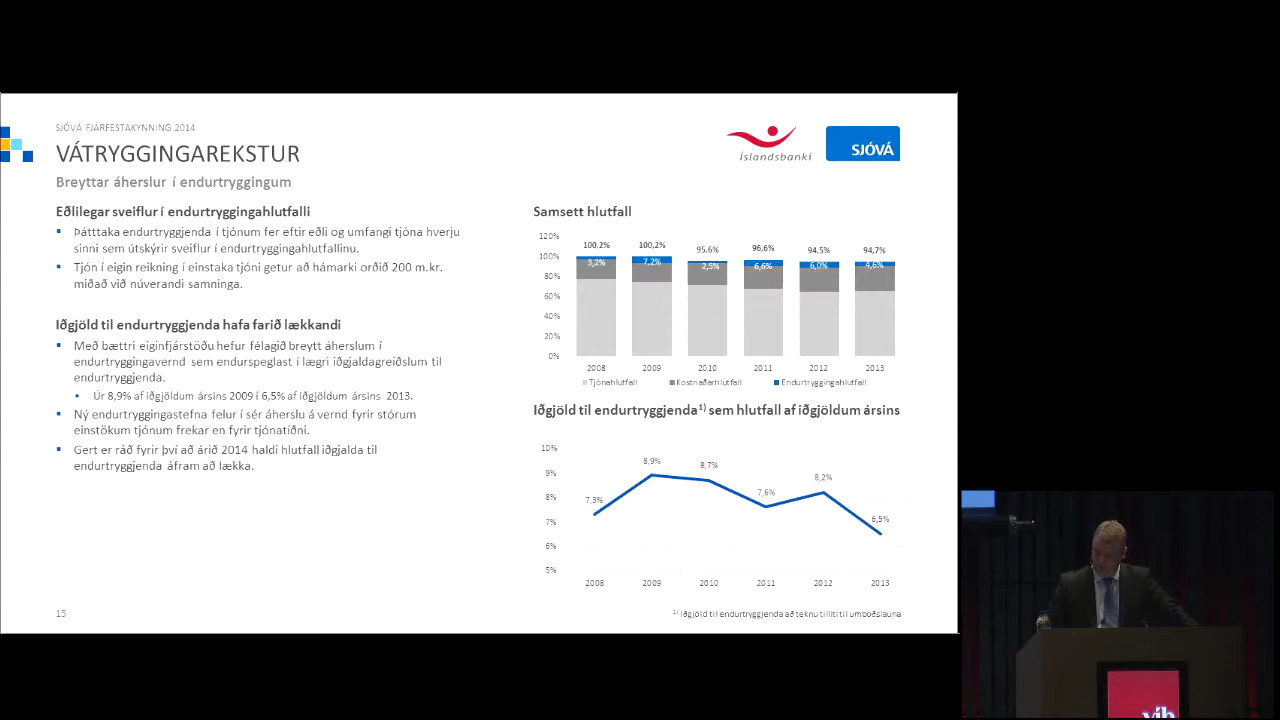 SJÓVÁ FJÁRFESTAKYNNING 2014
VÁTRYGGINGAREKSTUR
Breyttar áherslur í endurtryggingum
Íslandsbanki
SJÓVÁ
Eðlilegar sveiflur í endurtryggingahlutfalli
Þátttaka endurtryggjenda í tjónum fer eftir eðli og umfangi tjóna hverju
sinni sem útskýrir sveiflur í endurtryggingahlutfallinu.
Tjón í eigin reikning í einstaka tjóni getur að hámarki orðið 200 m.kr.
miðað við núverandi samninga.
Iðgjöld til endurtryggjenda hafa farið lækkandi
Með bættri eiginfjárstöðu hefur félagið breytt áherslum í
endurtryggingavernd sem endurspeglast í lægri iðgjaldagreiðslum til
endurtryggjenda.
Úr 8,9% af iðgjöldum ársins 2009 í 6,5% af iðgjöldum ársins 2013.
Ný endurtryggingastefna felur í sér áherslu á vernd fyrir stórum
einstökum tjónum frekar en fyrir tjónatíðni.
Gert er ráð fyrir því að árið 2014 haldi hlutfall iðgjalda til
endurtryggjenda áfram að lækka.
Samsett hlutfall
120%
100%
80%
60%
40%
20%
0%
100,2% 100,2% 95,6% 96,6% 94,5% 94,7%
3,2% 7,2% 2,5% 6,6% 6,0% 4,6%
2008 2009 2010 2011 2012 2013
Tjónahlutfall Kostnaðarhlutfall Endurtryggingahlutfall
Iðgjöld til endurtryggjenda1) sem hlutfall af iðgjöldum ársins
10%
9%
8%
7%
6%
5%
7,3% 8,9% 8,7% 7,6% 8,2% 6,5%
2008 2009 2010 2011 2012 2013
15
1) Iðgjöld til endurtryggjenda að teknu tilliti til umboðslauna
víb